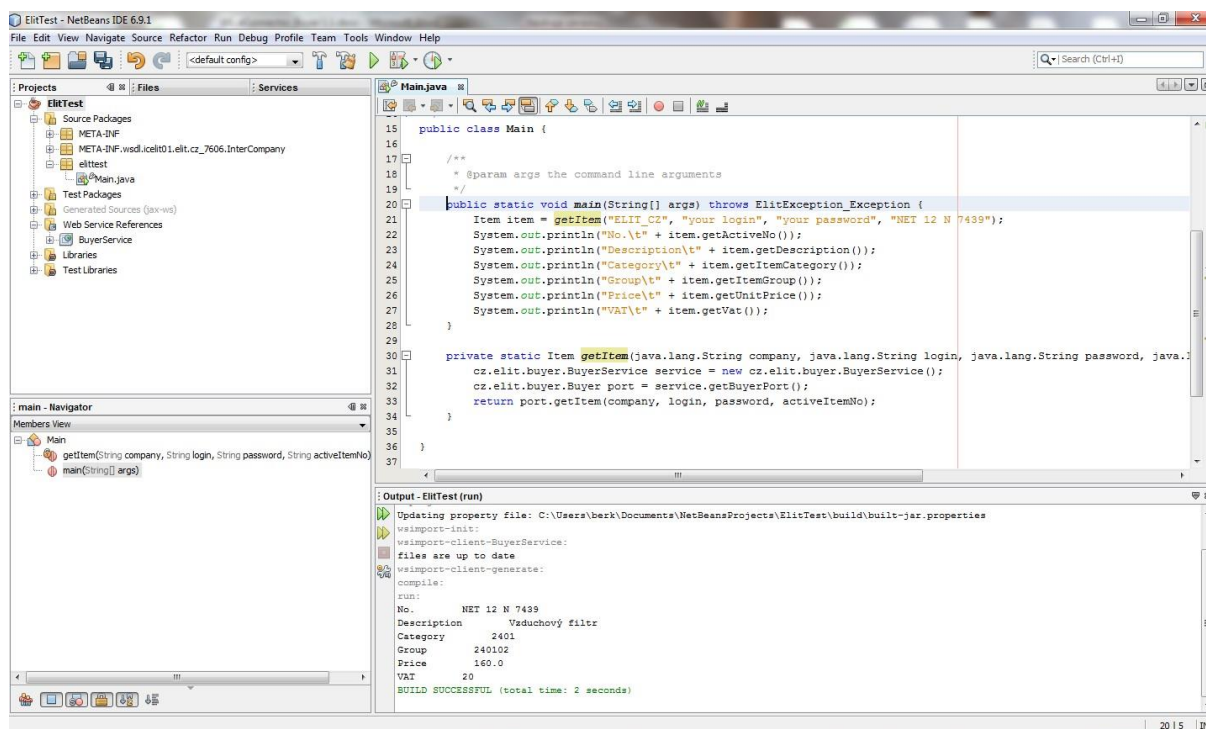 ElitTest - NetBeans IDE 6.9.1
File Edit View Navigate Source Refactor Run Debug Profile Team Tools Window Help
<default config>
Search (Ctrl+I)
Projects
Files
Services
ElitTest
Source Packages
META-INF
META-INF.wsdl.icelit01.elit.cz_7606.InterCompany
elittest
Main.java
Test Packages
Generated Sources (jax-ws)
Web Service References
BuyerService
Libraries
Test Libraries
main - Navigator
Members View
Main
getItem(String company, String login, String password, String activeItemNo)
main(String[] args)
Main.java
15 public class Main {
16
17 /**
18 * @param args the command line arguments
19 */
20 public static void main(String[] args) throws ElitException_Exception {
21 Item item = getItem("ELIT_CZ", "your login", "your password", "NET 12 N 7439");
22 System.out.println("No.\t" + item.getActiveNo());
23 System.out.println("Description\t" + item.getDescription());
24 System.out.println("Category\t" + item.getItemCategory());
25 System.out.println("Group\t" + item.getItemGroup());
26 System.out.println("Price\t" + item.getUnitPrice());
27 System.out.println("VAT\t" + item.getVat());
28 }
29
30 private static Item getItem(java.lang.String company, java.lang.String login, java.lang.String password, java.l
31 cz.elit.buyer.BuyerService service = new cz.elit.buyer.BuyerService();
32 cz.elit.buyer.Buyer port = service.getBuyerPort();
33 return port.getItem(company, login, password, activeItemNo);
34 }
35
36 }
37
Output - ElitTest (run)
Updating property file: C:\Users\berk\Documents\NetBeansProjects\ElitTest\build\built-jar.properties
wsimport-init:
wsimport-client-BuyerService:
files are up to date
wsimport-client-generate:
compile:
run:
No. NET 12 N 7439
Description Vzduchový filtr
Category 2401
Group 240102
Price 160.0
VAT 20
BUILD SUCCESSFUL (total time: 2 seconds)
20 | 5